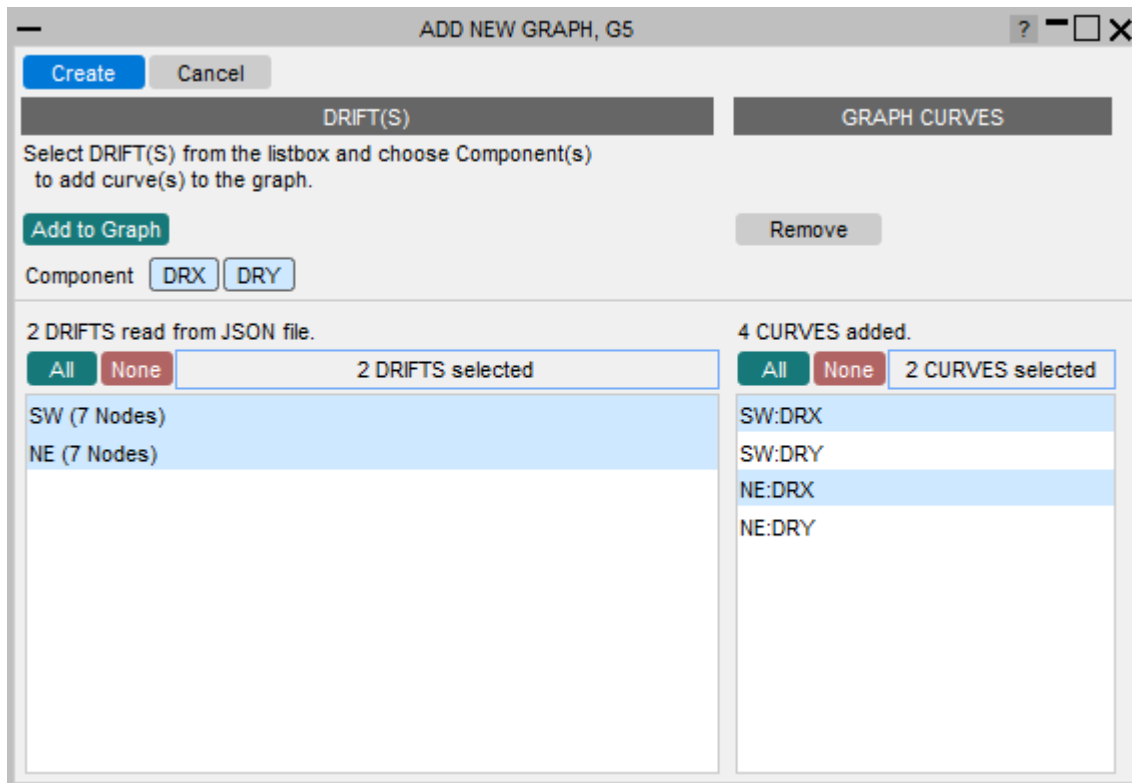 ADD NEW GRAPH, G5 ?
Create Cancel
DRIFT(S) GRAPH CURVES
Select DRIFT(S) from the listbox and choose Component(s)
to add curve(s) to the graph.
Add to Graph Remove
Component DRX DRY
2 DRIFTS read from JSON file. 4 CURVES added.
All None 2 DRIFTS selected All None 2 CURVES selected
SW (7 Nodes) SW:DRX
NE (7 Nodes) SW:DRY
NE:DRX
NE:DRY